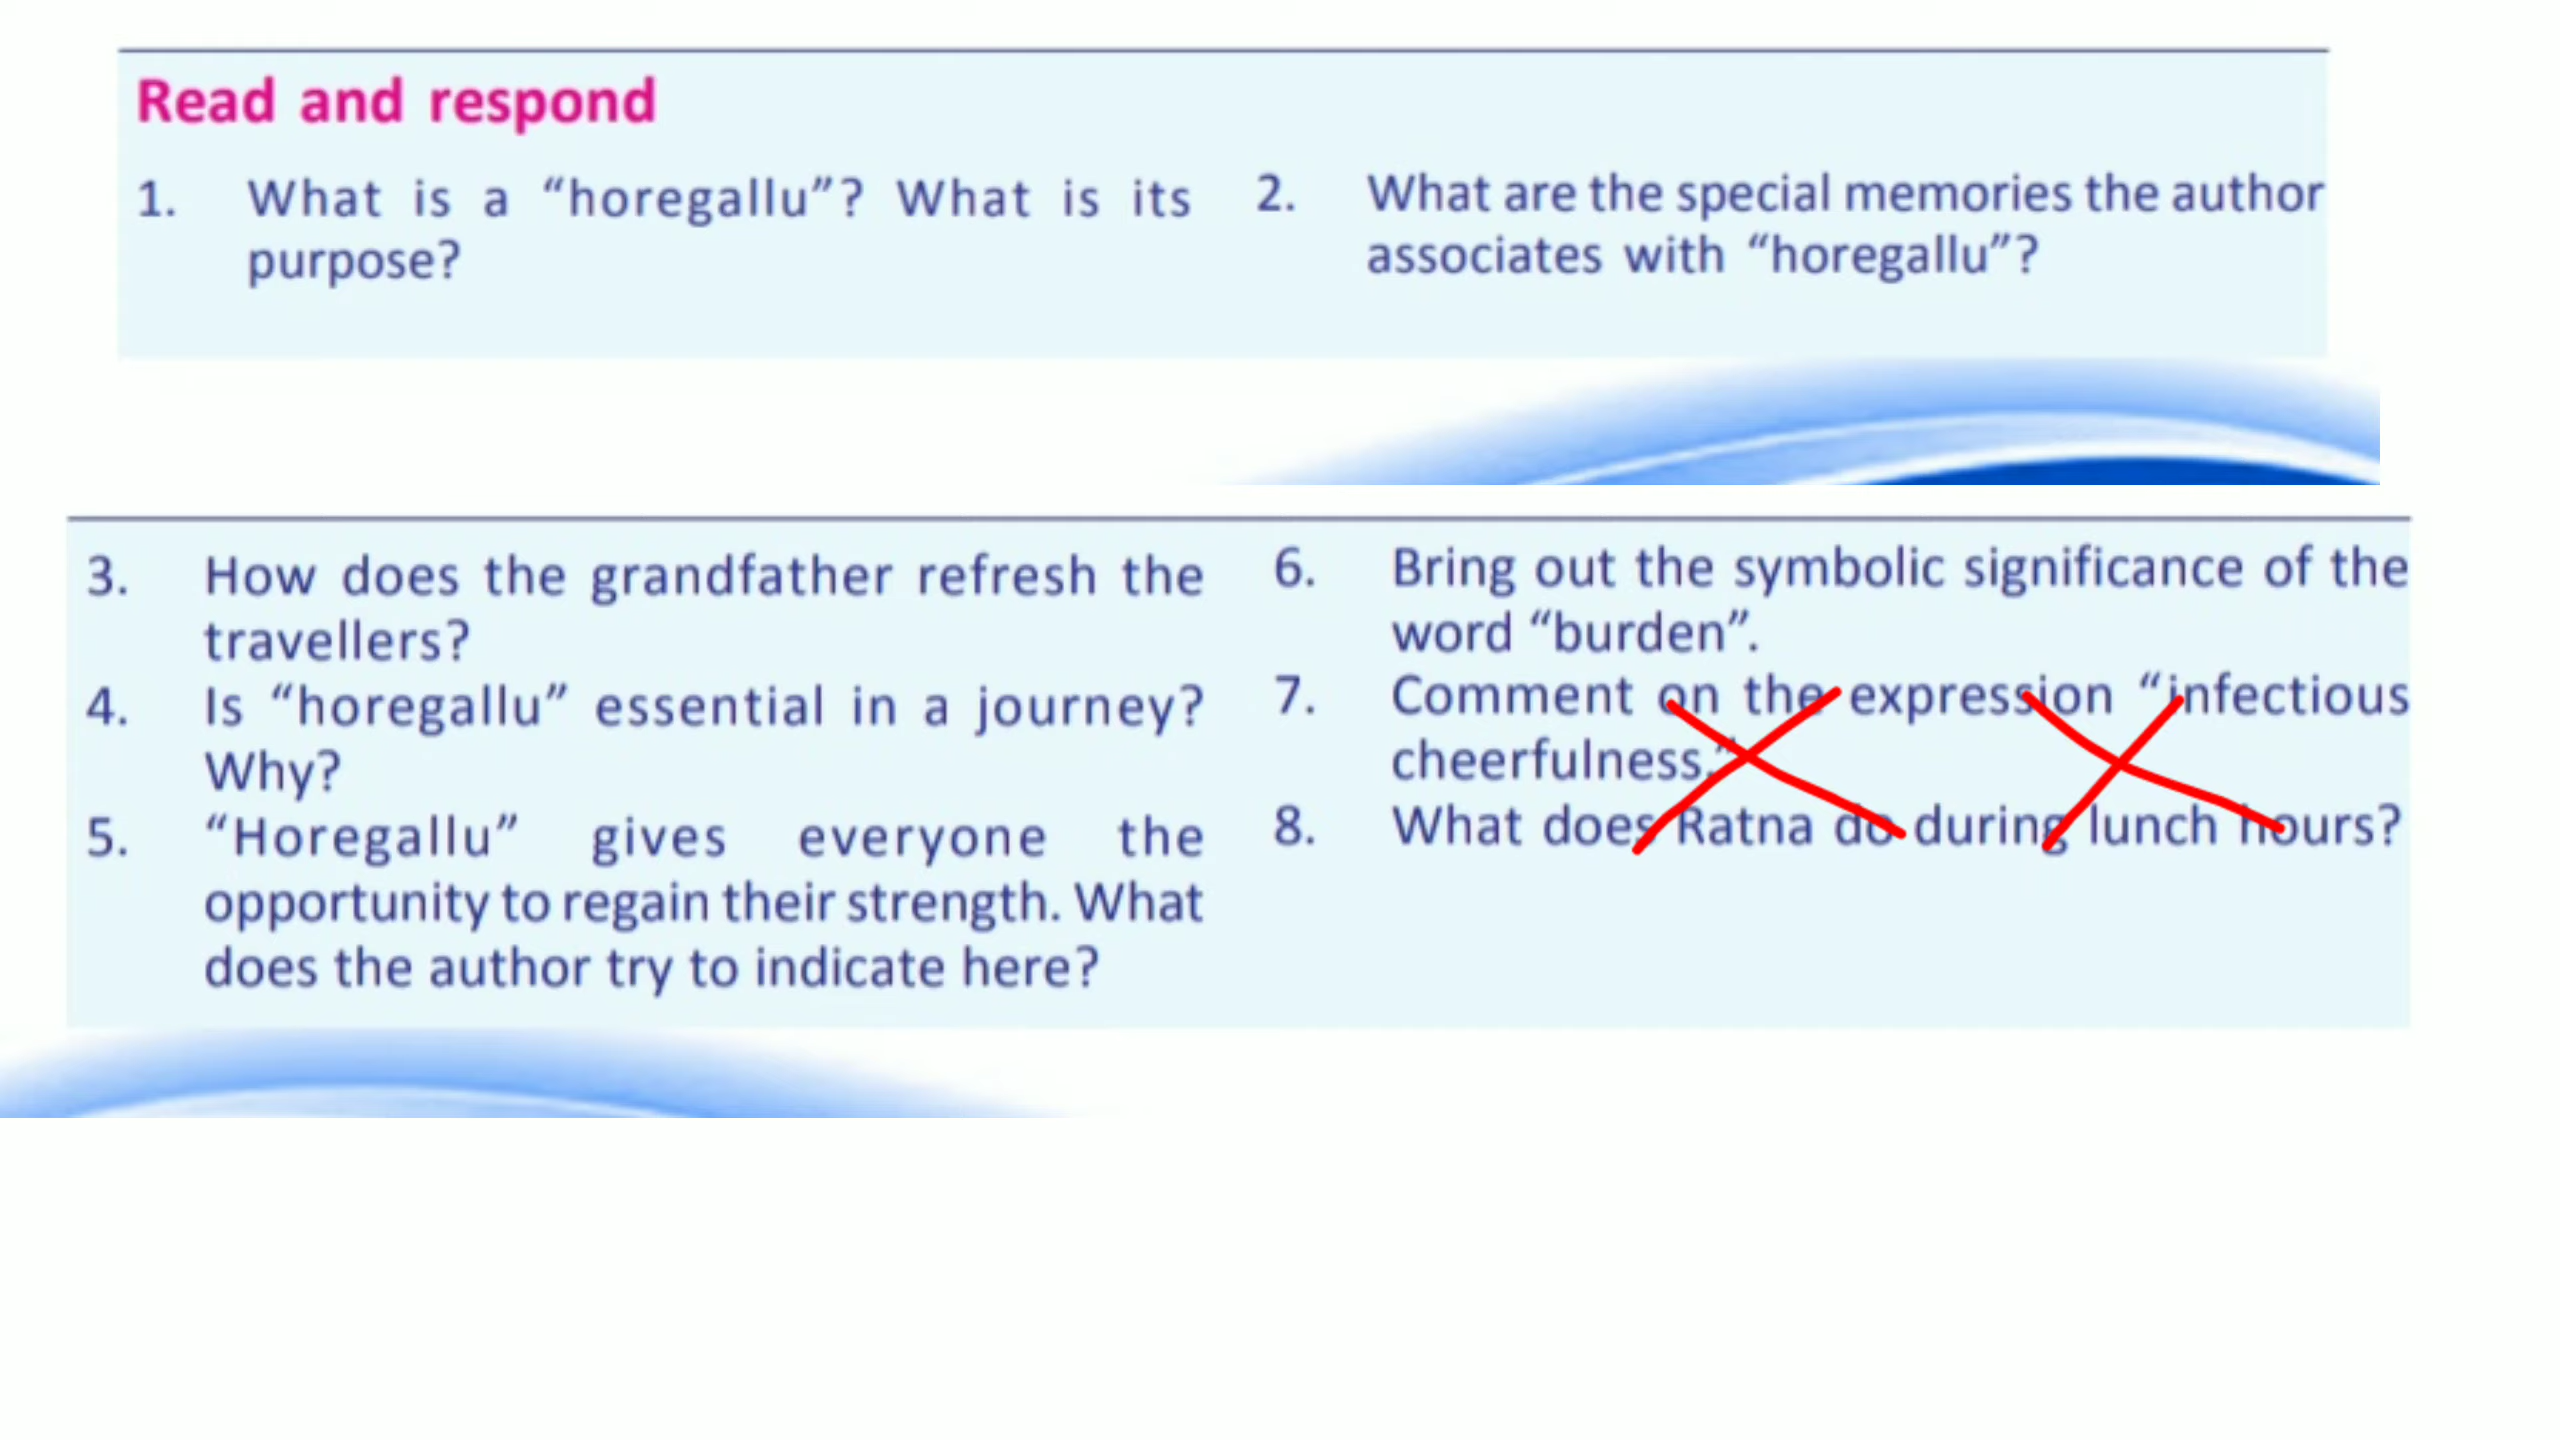 Read and respond
1. What is a “horegallu”? What is its
purpose?
2. What are the special memories the author
associates with “horegallu”?
3. How does the grandfather refresh the
travellers?
4. Is “horegallu” essential in a journey?
Why?
5. “Horegallu” gives everyone the
opportunity to regain their strength. What
does the author try to indicate here?
6. Bring out the symbolic significance of the
word “burden”.
7. Comment on the expression “infectious
cheerfulness.”
8. What does Ratna do during lunch hours?